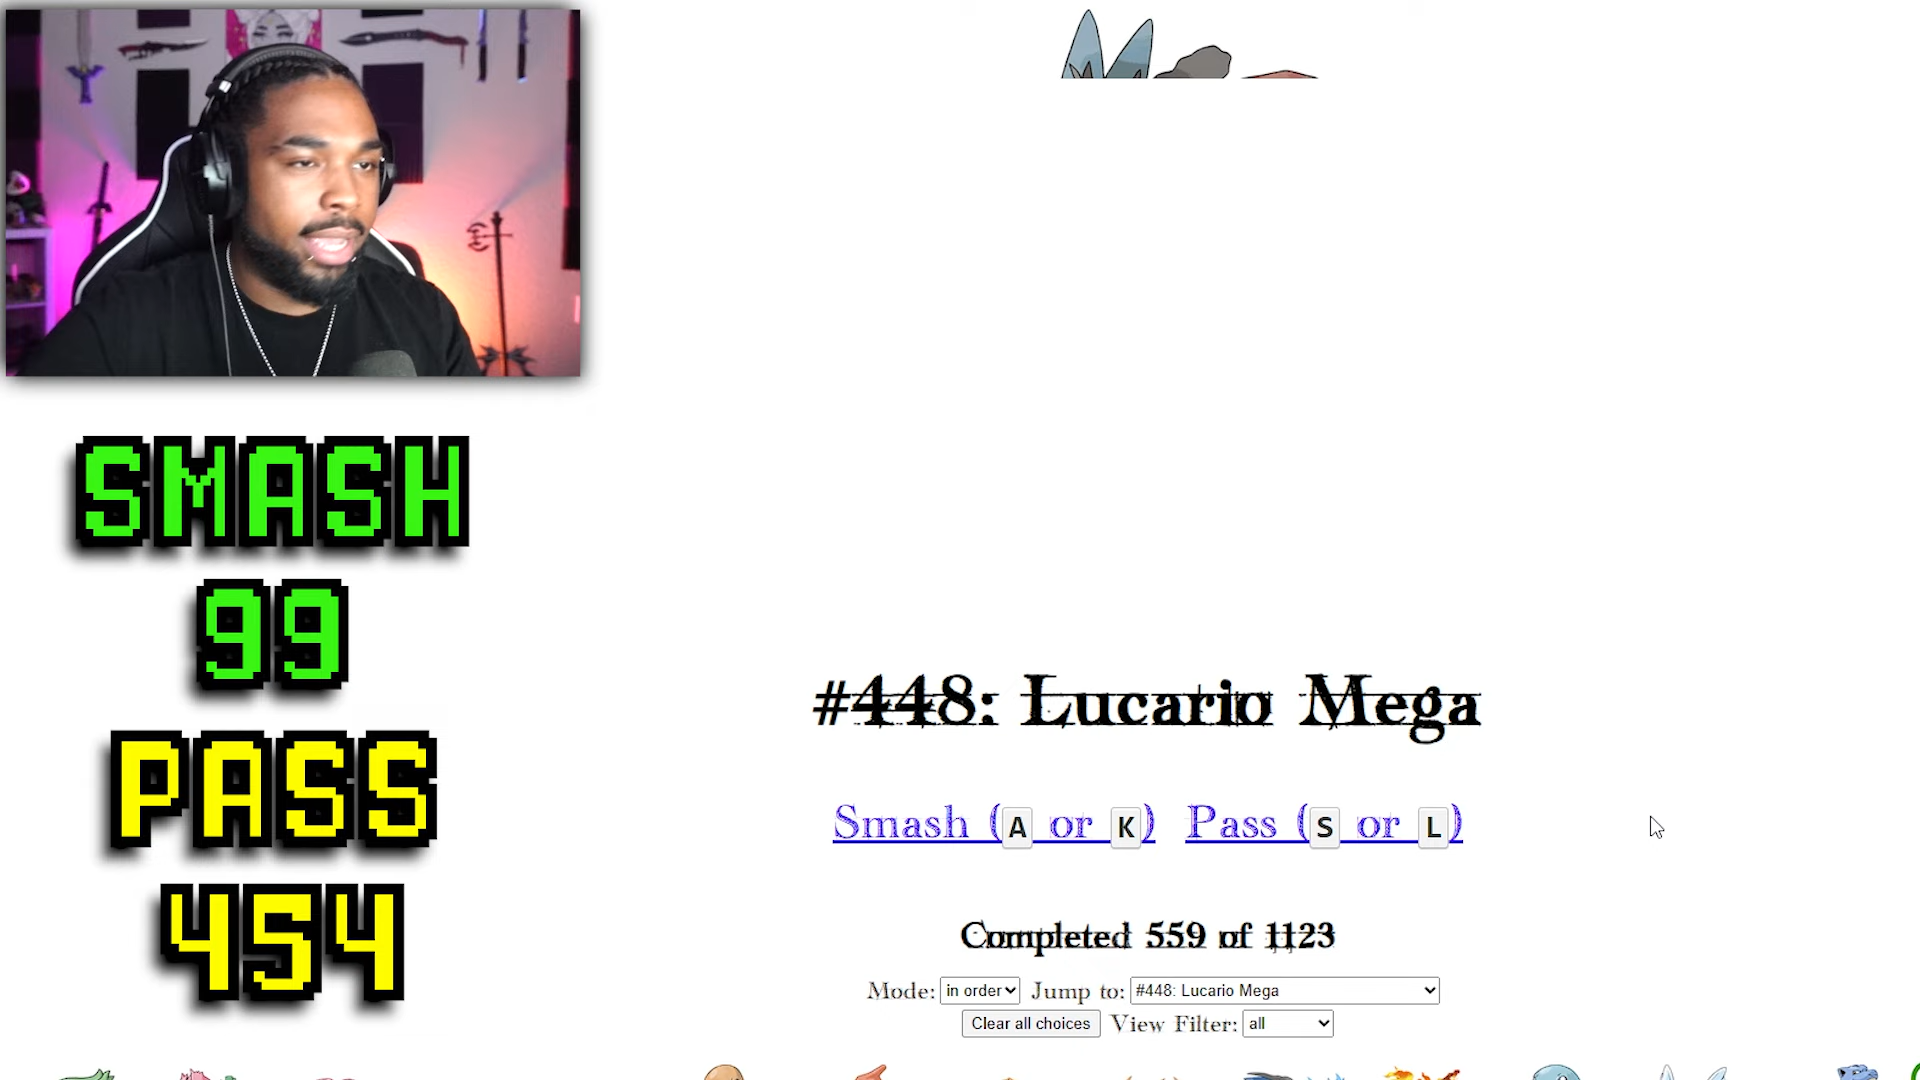 SMASH
99
PASS
454
#448: Lucario Mega
Smash (A or K) Pass (S or L)
Completed 559 of 1123
Mode: in order Jump to: #448: Lucario Mega
Clear all choices View Filter: all